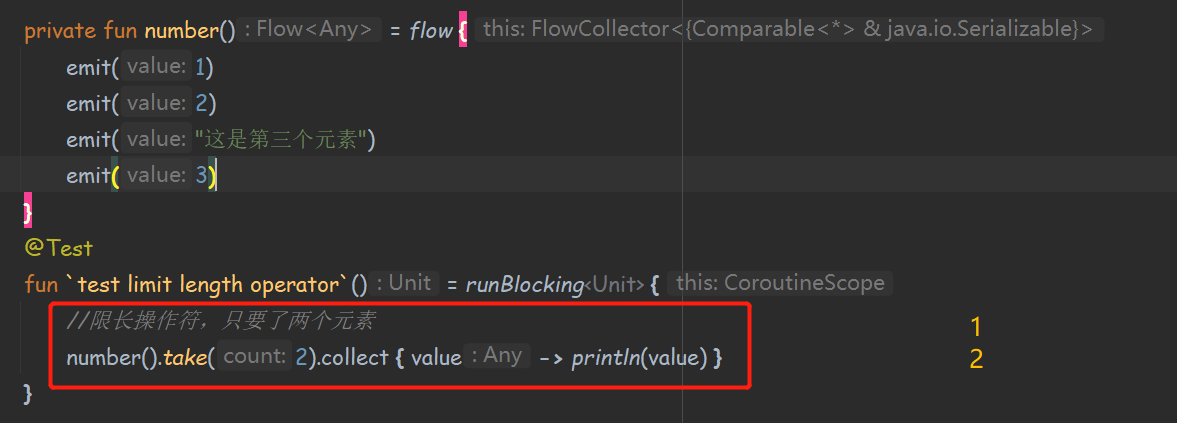 private fun number() : Flow<Any> = flow { this: FlowCollector<{Comparable<*> & java.io.Serializable}>
emit( value: 1)
emit( value: 2)
emit( value: "这是第三个元素")
emit( value: 3)
}
@Test
fun `test limit length operator`() : Unit = runBlocking<Unit> { this: CoroutineScope
//限长操作符，只要了两个元素
1
number().take( count: 2).collect { value : Any -> println(value) }
2
}